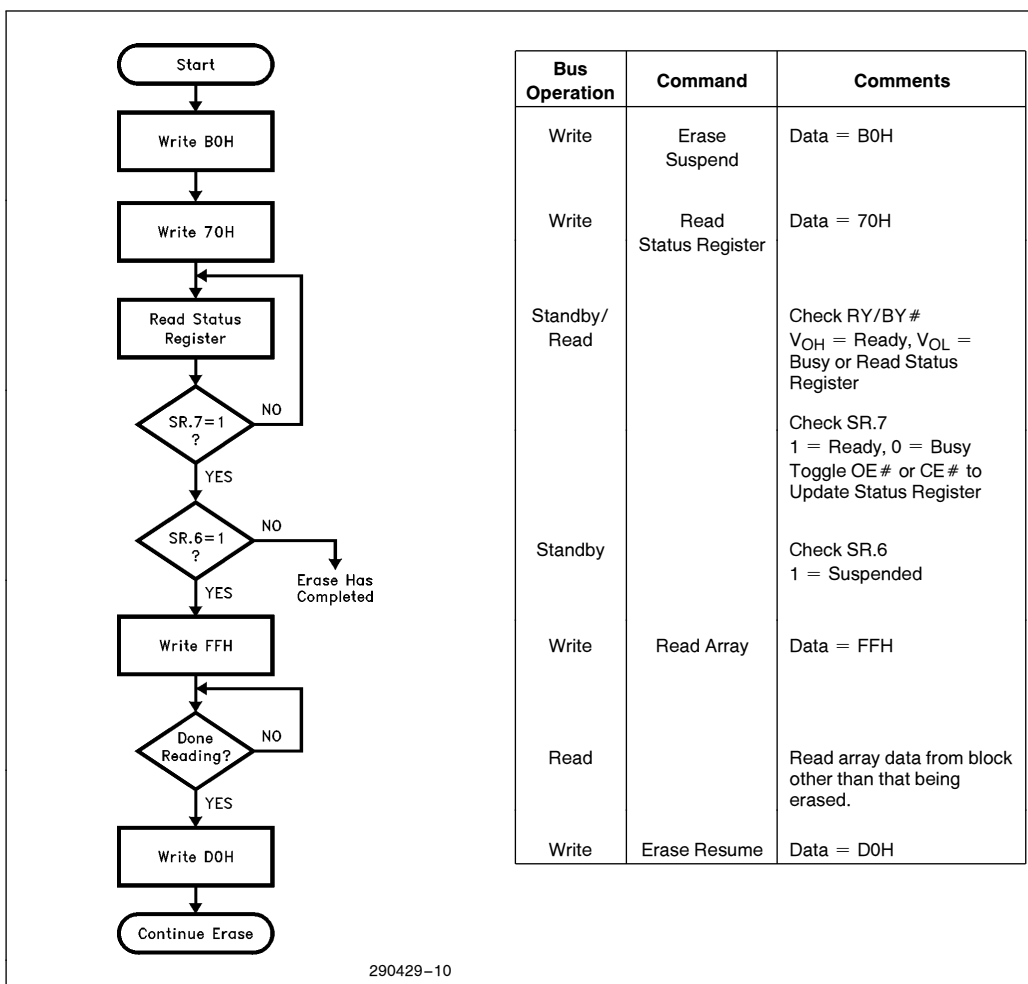 Start
Write B0H
Write 70H
Read Status
Register
SR.7=1
?
NO
YES
SR.6=1
?
NO
Erase Has
Completed
YES
Write FFH
Done
Reading?
NO
YES
Write D0H
Continue Erase
290429–10
Bus
Operation
Command
Comments
Write
Erase
Suspend
Data = B0H
Write
Read
Status Register
Data = 70H
Standby/
Read
Check RY/BY#
VOH = Ready, VOL =
Busy or Read Status
Register
Check SR.7
1 = Ready, 0 = Busy
Toggle OE# or CE# to
Update Status Register
Standby
Check SR.6
1 = Suspended
Write
Read Array
Data = FFH
Read
Read array data from block
other than that being
erased.
Write
Erase Resume
Data = D0H